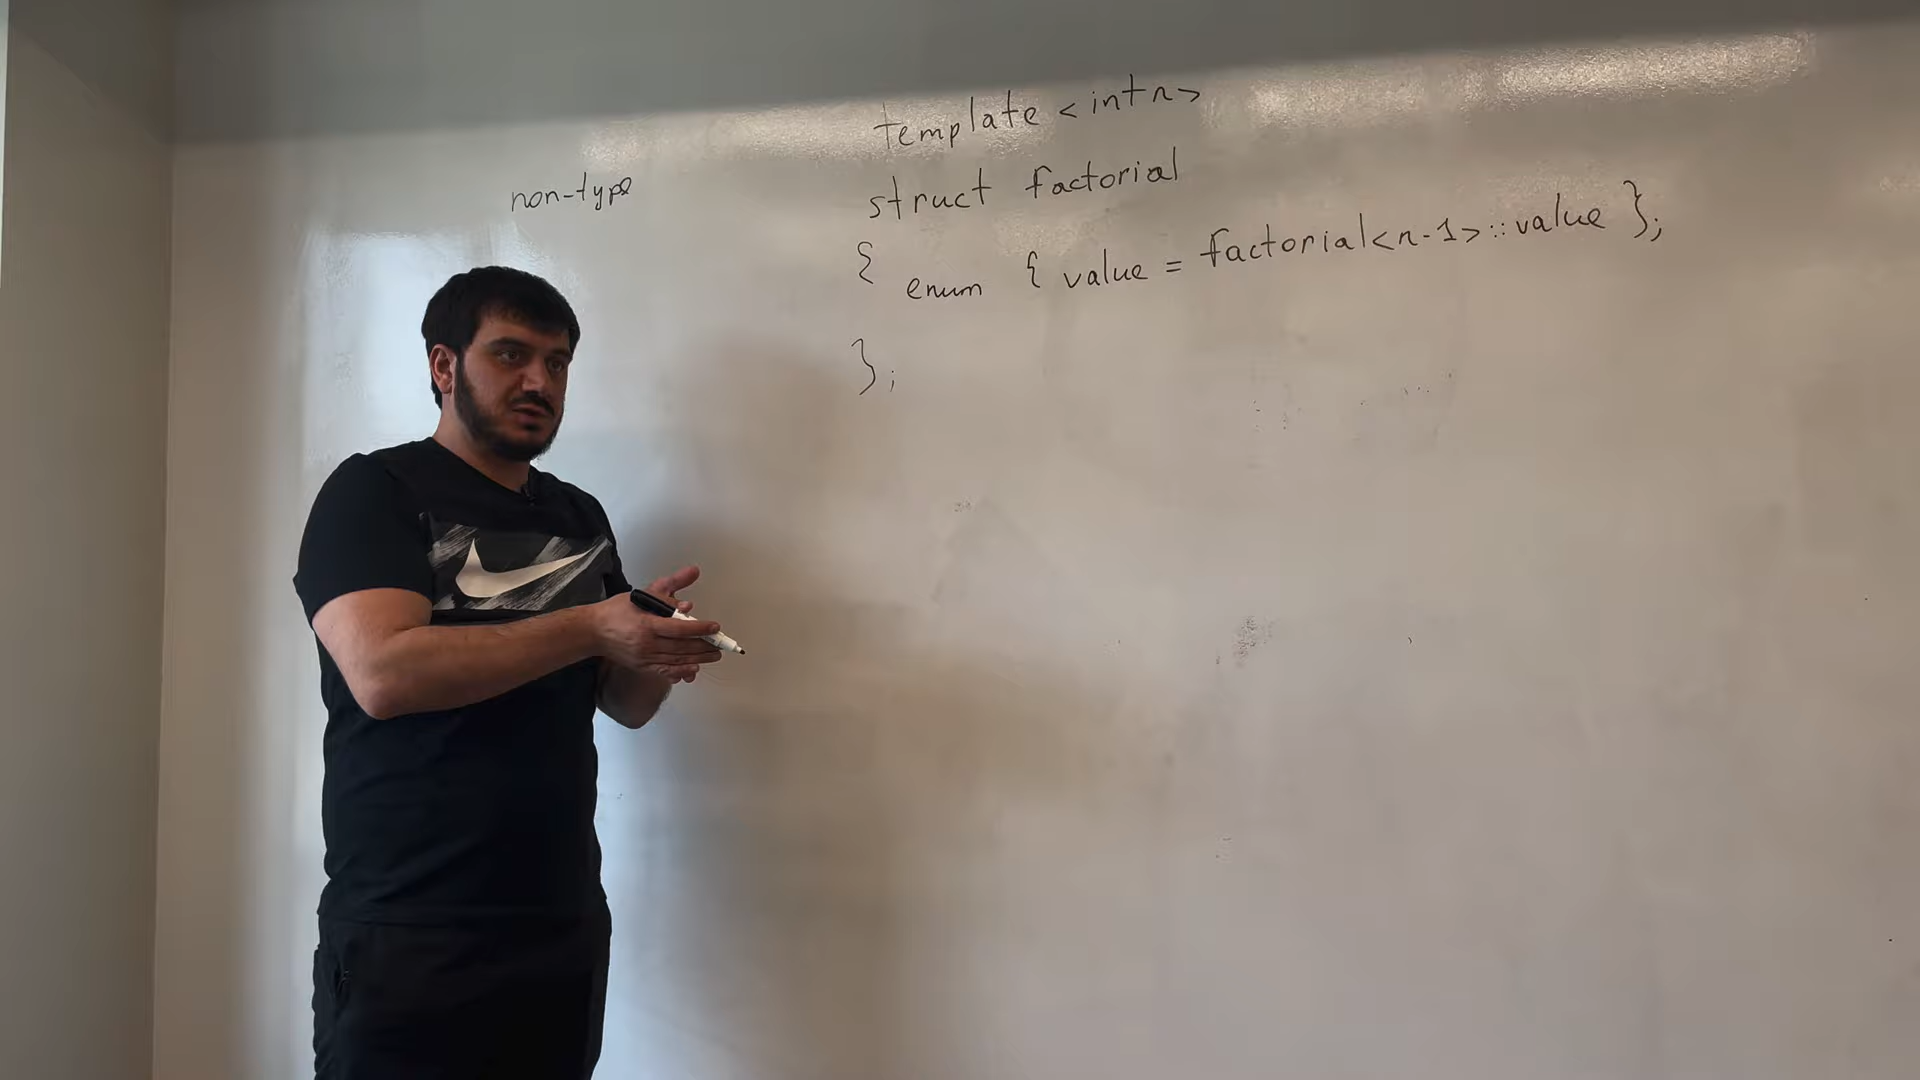 non-type
template <int n>
struct factorial
{ enum { value = factorial<n-1>::value };
};